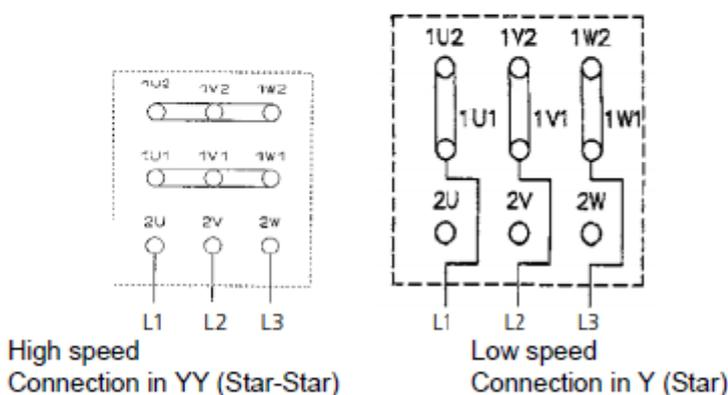 1U2 1V2 1W2
1U1 1V1 1W1
2U 2V 2W
L1 L2 L3
High speed
Connection in YY (Star-Star)
1U2 1V2 1W2
1U1 1V1 1W1
2U 2V 2W
L1 L2 L3
Low speed
Connection in Y (Star)